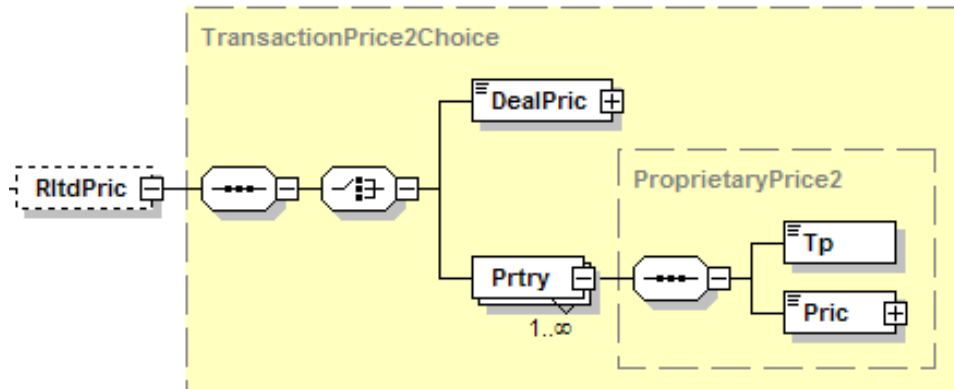 TransactionPrice2Choice
DealPric
RltdPric
ProprietaryPrice2
Tp
Prtry
Pric
1..∞